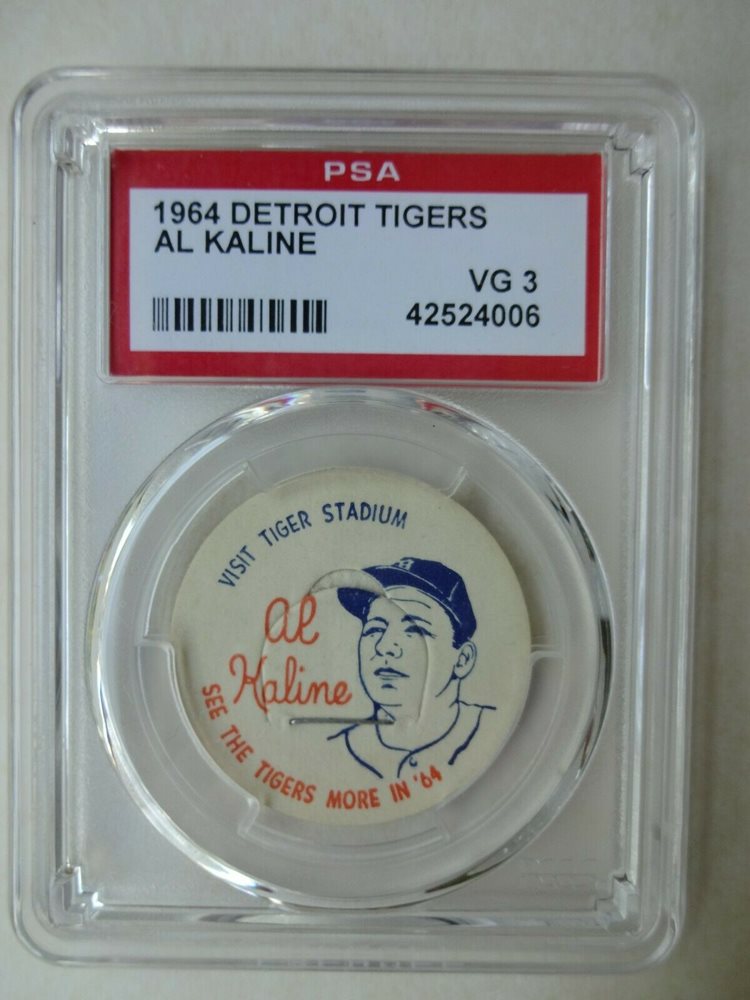 PSA
1964 DETROIT TIGERS
AL KALINE
VG 3
42524006
VISIT TIGER STADIUM
Al
Kaline
SEE THE TIGERS MORE IN '64